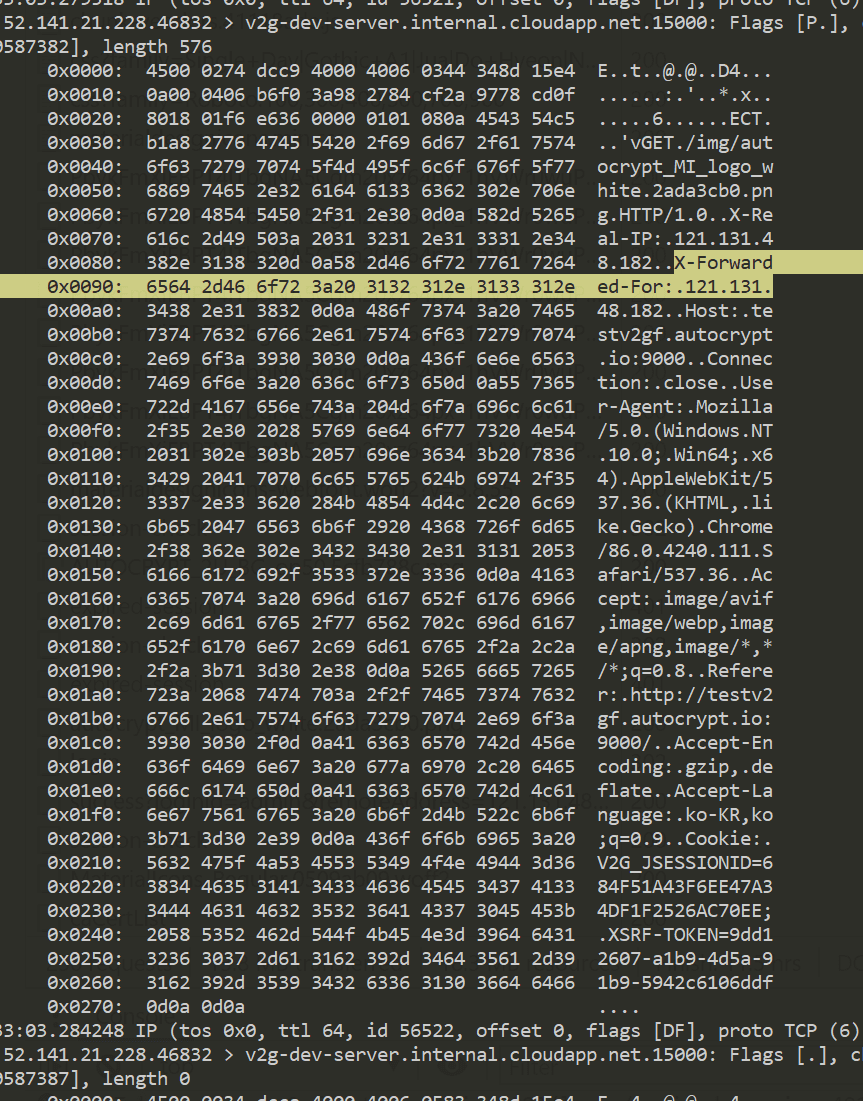 52.141.21.228.46832 > v2g-dev-server.internal.cloudapp.net.15000: Flags [P.],
0587382], length 576
0x0000: 4500 0274 dcc9 4000 4006 0344 348d 15e4 E..t..@.@..D4...
0x0010: 0a00 0406 b6f0 3a98 2784 cf2a 9778 cd0f ......:.'..*.x..
0x0020: 8018 01f6 e636 0000 0101 080a 4543 54c5 .....6......ECT.
0x0030: b1a8 2776 4745 5420 2f69 6d67 2f61 7574 ..'vGET./img/aut
0x0040: 6f63 7279 7074 5f4d 495f 6c6f 676f 5f77 ocrypt_MI_logo_w
0x0050: 6869 7465 2e32 6164 6133 6362 302e 706e hite.2ada3cb0.pn
0x0060: 6720 4854 5450 2f31 2e30 0d0a 582d 5265 g.HTTP/1.0..X-Re
0x0070: 616c 2d49 503a 2031 3231 2e31 3331 2e34 al-IP:.121.131.4
0x0080: 382e 3138 320d 0a58 2d46 6f72 7761 7264 8.182..X-Forward
0x0090: 6564 2d46 6f72 3a20 3132 312e 3133 312e ed-For:.121.131.
0x00a0: 3438 2e31 3832 0d0a 486f 7374 3a20 7465 48.182..Host:.te
0x00b0: 7374 7632 6766 2e61 7574 6f63 7279 7074 stv2gf.autocrypt
0x00c0: 2e69 6f3a 3930 3030 0d0a 436f 6e6e 6563 .io:9000..Connec
0x00d0: 7469 6f6e 3a20 636c 6f73 650d 0a55 7365 tion:.close..Use
0x00e0: 722d 4167 656e 743a 204d 6f7a 696c 6c61 r-Agent:.Mozilla
0x00f0: 2f35 2e30 2028 5769 6e64 6f77 7320 4e54 /5.0.(Windows.NT
0x0100: 2031 302e 303b 2057 696e 3634 3b20 7836 .10.0;.Win64;.x6
0x0110: 3429 2041 7070 6c65 5765 624b 6974 2f35 4).AppleWebKit/5
0x0120: 3337 2e33 3620 284b 4854 4d4c 2c20 6c69 37.36.(KHTML,.li
0x0130: 6b65 2047 6563 6b6f 2920 4368 726f 6d65 ke.Gecko).Chrome
0x0140: 2f38 362e 302e 3432 3430 2e31 3131 2053 /86.0.4240.111.S
0x0150: 6166 6172 692f 3533 372e 3336 0d0a 4163 afari/537.36..Ac
0x0160: 6365 7074 3a20 696d 6167 652f 6176 6966 cept:.image/avif
0x0170: 2c69 6d61 6765 2f77 6562 702c 696d 6167 ,image/webp,imag
0x0180: 652f 6170 6e67 2c69 6d61 6765 2f2a 2c2a e/apng,image/*,*
0x0190: 2f2a 3b71 3d30 2e38 0d0a 5265 6665 7265 /*;q=0.8..Refere
0x01a0: 723a 2068 7474 703a 2f2f 7465 7374 7632 r:.http://testv2
0x01b0: 6766 2e61 7574 6f63 7279 7074 2e69 6f3a gf.autocrypt.io:
0x01c0: 3930 3030 2f0d 0a41 6363 6570 742d 456e 9000/..Accept-En
0x01d0: 636f 6469 6e67 3a20 677a 6970 2c20 6465 coding:.gzip,.de
0x01e0: 666c 6174 650d 0a41 6363 6570 742d 4c61 flate..Accept-La
0x01f0: 6e67 7561 6765 3a20 6b6f 2d4b 522c 6b6f nguage:.ko-KR,ko
0x0200: 3b71 3d30 2e39 0d0a 436f 6f6b 6965 3a20 ;q=0.9..Cookie:.
0x0210: 5632 475f 4a53 4553 5349 4f4e 4944 3d36 V2G_JSESSIONID=6
0x0220: 3834 4635 3141 3433 4636 4545 3437 4133 84F51A43F6EE47A3
0x0230: 3444 4631 4632 3532 3641 4337 3045 453b 4DF1F2526AC70EE;
0x0240: 2058 5352 462d 544f 4b45 4e3d 3964 6431 .XSRF-TOKEN=9dd1
0x0250: 3236 3037 2d61 3162 392d 3464 3561 2d39 2607-a1b9-4d5a-9
0x0260: 3162 392d 3539 3432 6336 3130 3664 6466 1b9-5942c6106ddf
0x0270: 0d0a 0d0a ....
33:03.284248 IP (tos 0x0, ttl 64, id 56522, offset 0, flags [DF], proto TCP (6)
52.141.21.228.46832 > v2g-dev-server.internal.cloudapp.net.15000: Flags [.],
0587387], length 0